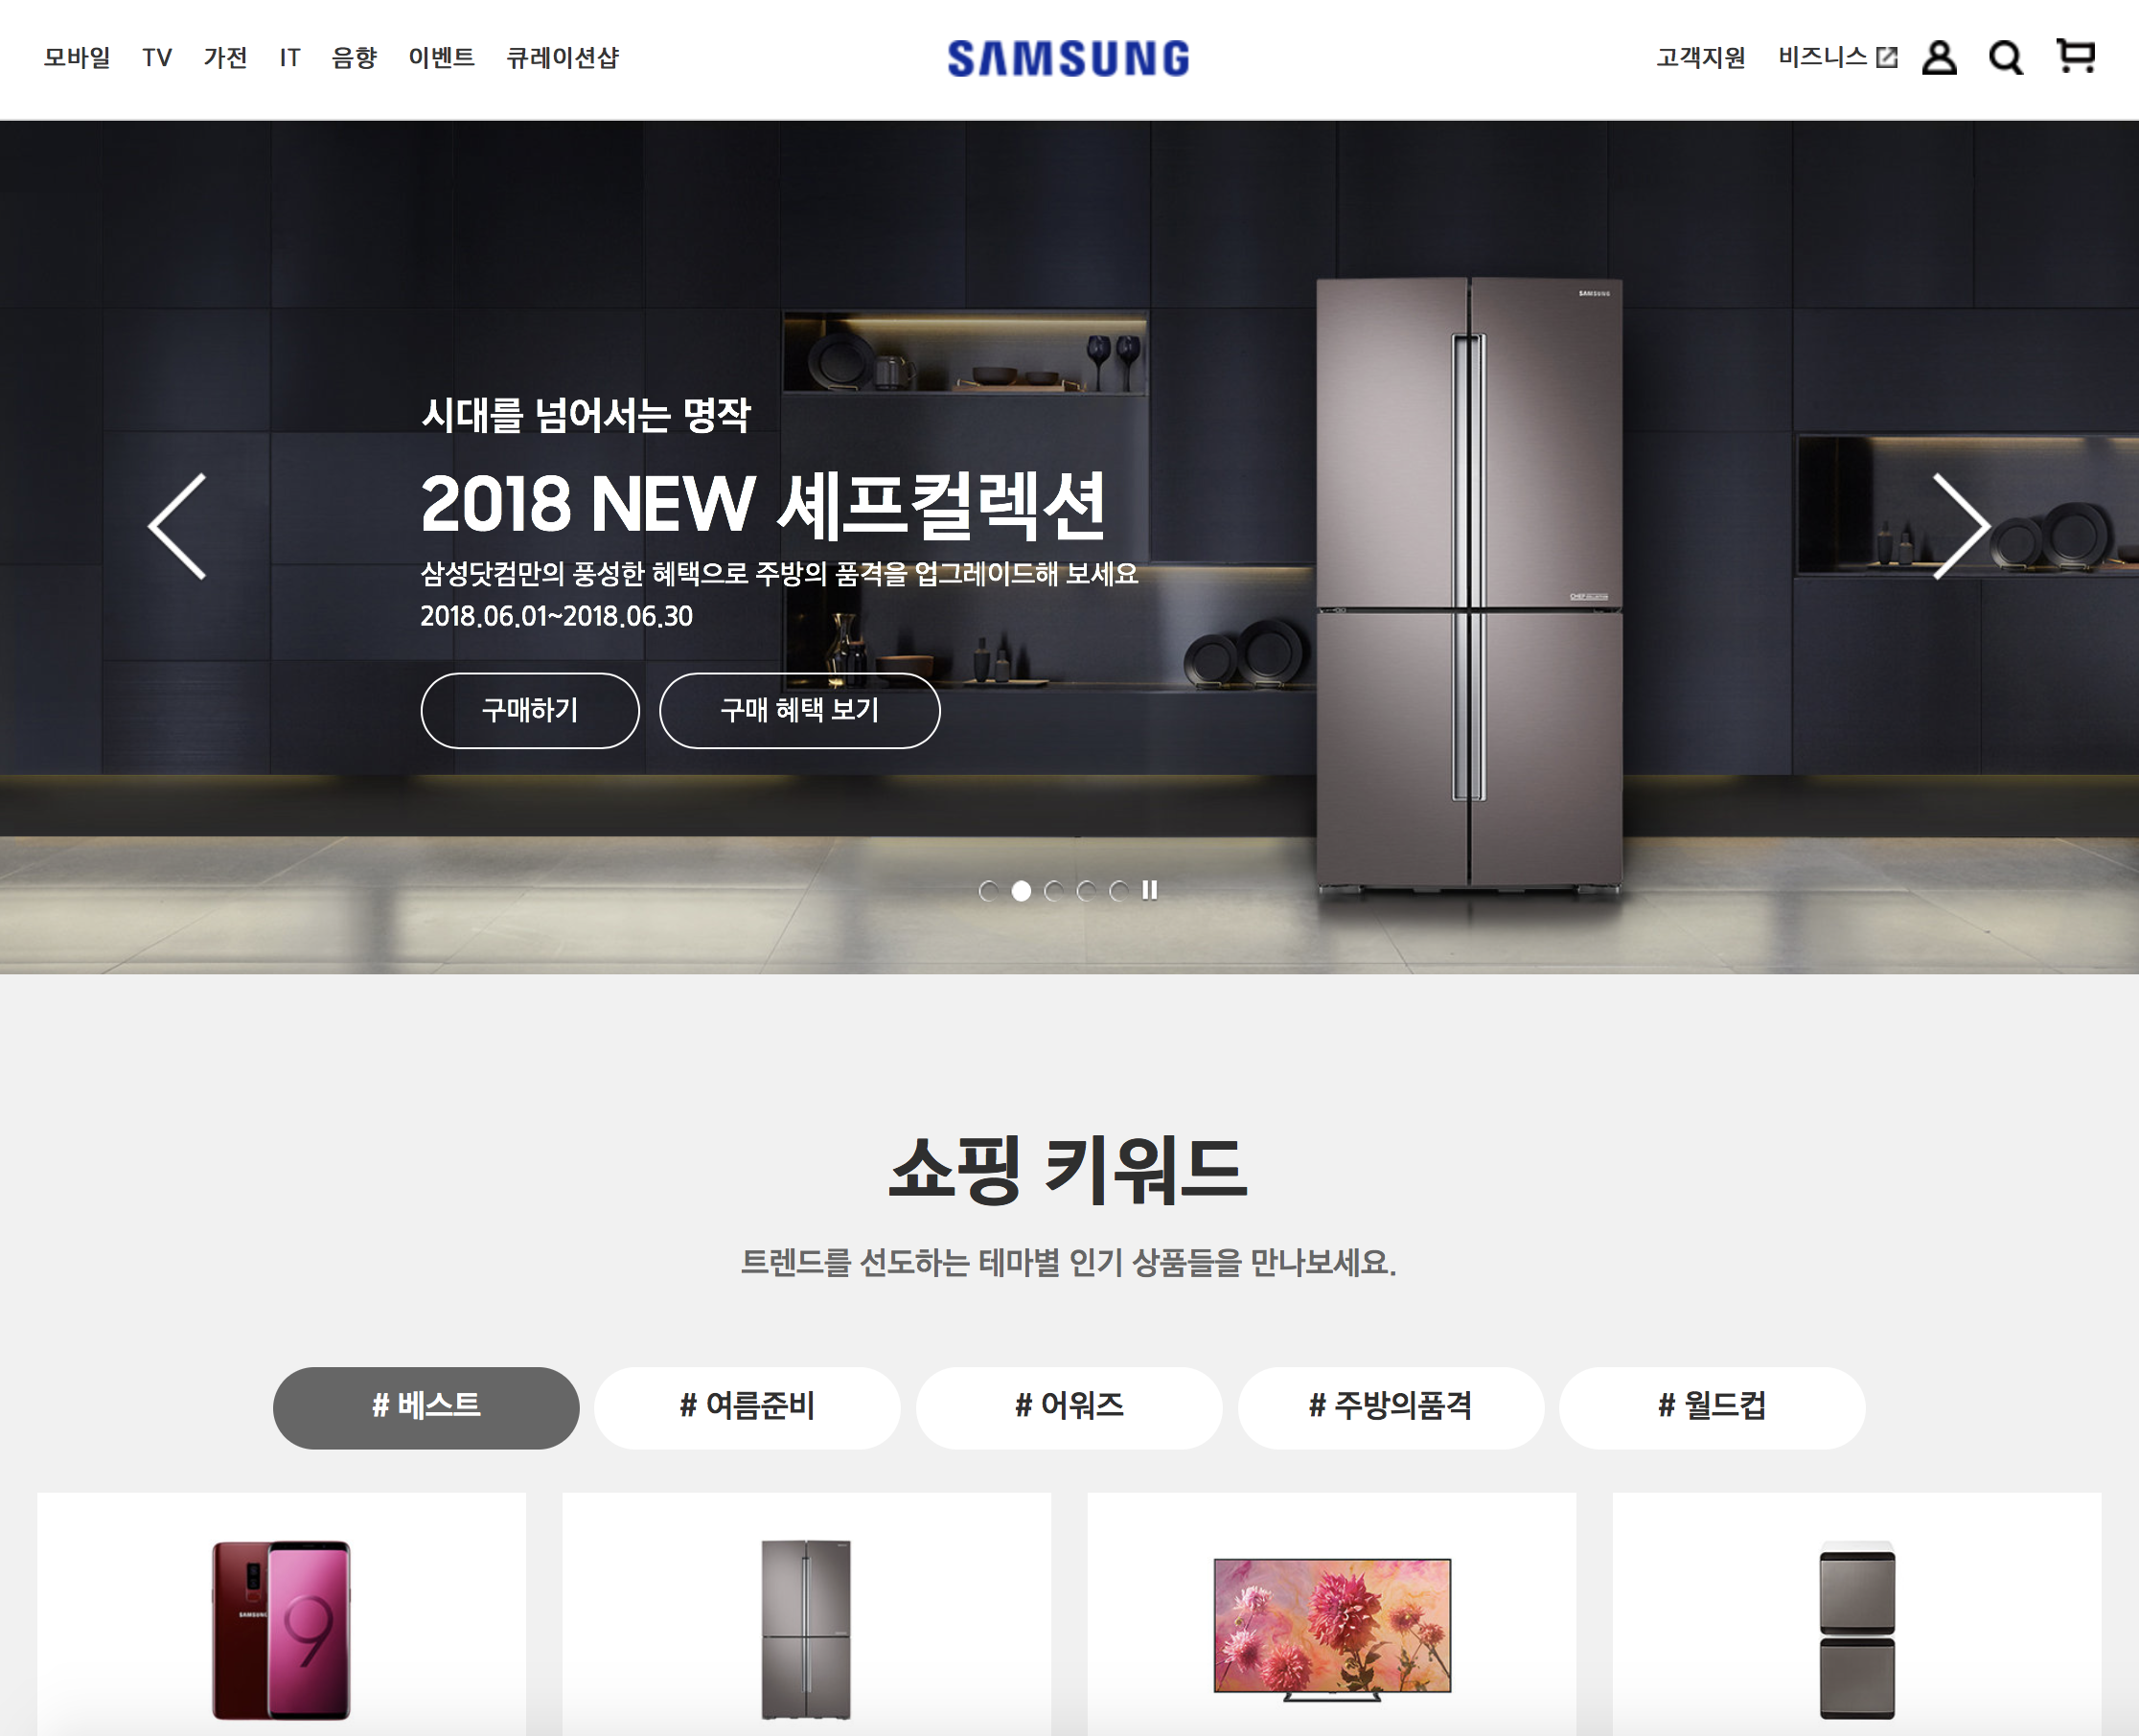 모바일 TV 가전 IT 음향 이벤트 큐레이션샵
SAMSUNG
고객지원 비즈니스
SAMSUNG
시대를 넘어서는 명작
2018 NEW 셰프컬렉션
삼성닷컴만의 풍성한 혜택으로 주방의 품격을 업그레이드해 보세요
2018.06.01~2018.06.30
구매하기 구매 혜택 보기
쇼핑 키워드
트렌드를 선도하는 테마별 인기 상품들을 만나보세요.
# 베스트 # 여름준비 # 어워즈 # 주방의품격 # 월드컵
SAMSUNG
9